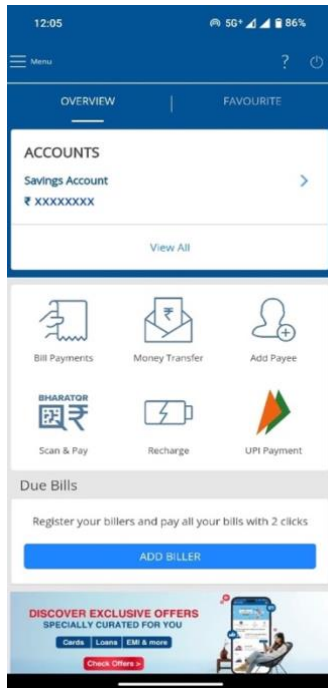 12:05 5G+ 86%
Menu ?
OVERVIEW | FAVOURITE
ACCOUNTS
Savings Account
₹ XXXXXXXX
View All
₹
Bill Payments Money Transfer Add Payee
BHARATQR
₹
Scan & Pay Recharge UPI Payment
Due Bills
Register your billers and pay all your bills with 2 clicks
ADD BILLER
DISCOVER EXCLUSIVE OFFERS
SPECIALLY CURATED FOR YOU
Cards | Loans | EMI & more
Check Offers >